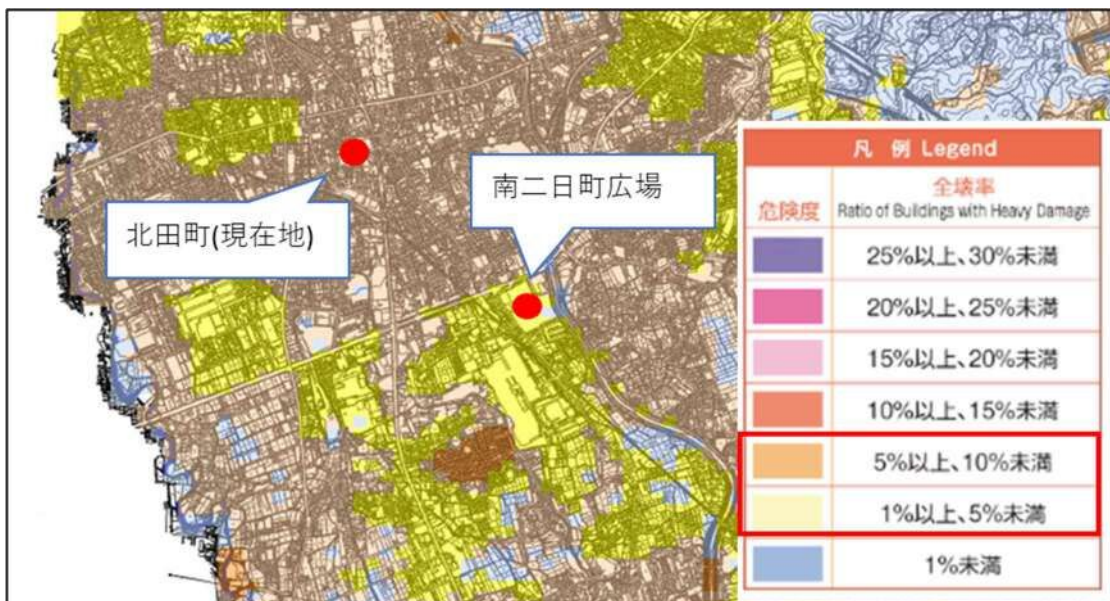 南二日町広場
北田町(現在地)
凡 例 Legend
危険度
全壊率
Ratio of Buildings with Heavy Damage
25%以上、30%未満
20%以上、25%未満
15%以上、20%未満
10%以上、15%未満
5%以上、10%未満
1%以上、5%未満
1%未満